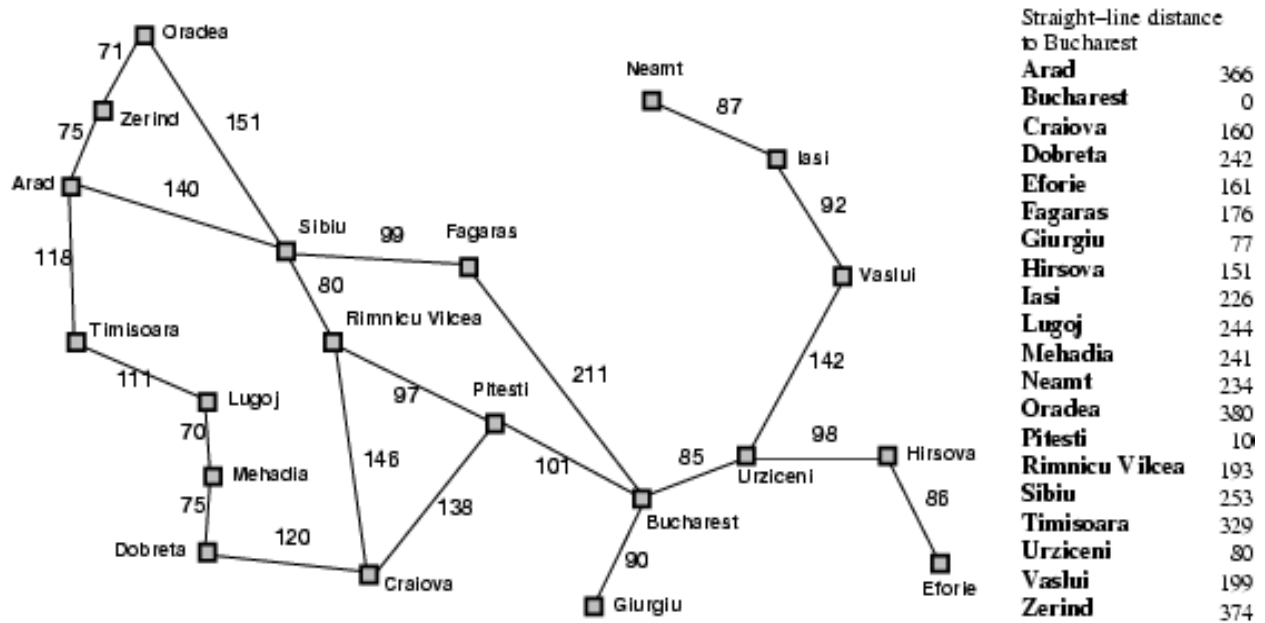 Oradea
71
Neamt
87
Zerind
151
75
Iasi
Arad
140
92
Sibiu
99
Fagaras
118
Vaslui
80
Timisoara
Rimnicu Vilcea
142
111
Lugoj
97
Pitesti
211
70
98
Hirsova
146
101
85
Urziceni
Mehadia
86
75
138
Bucharest
120
90
Dobreta
Craiova
Eforie
Giurgiu
Straight–line distance
to Bucharest
Arad 366
Bucharest 0
Craiova 160
Dobreta 242
Eforie 161
Fagaras 176
Giurgiu 77
Hirsova 151
Iasi 226
Lugoj 244
Mehadia 241
Neamt 234
Oradea 380
Pitesti 10
Rimnicu Vilcea 193
Sibiu 253
Timisoara 329
Urziceni 80
Vaslui 199
Zerind 374